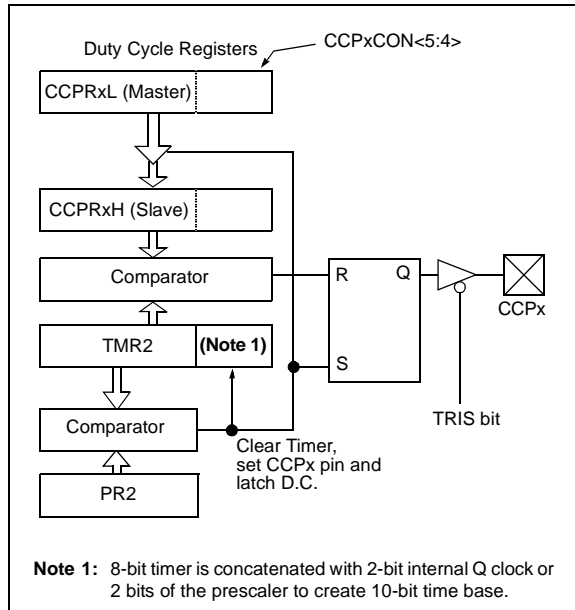 Duty Cycle Registers
CCPxCON<5:4>
CCPRxL (Master)
CCPRxH (Slave)
Comparator
R
Q
CCPx
TMR2
(Note 1)
S
TRIS bit
Comparator
Clear Timer,
set CCPx pin and
latch D.C.
PR2
Note 1: 8-bit timer is concatenated with 2-bit internal Q clock or
2 bits of the prescaler to create 10-bit time base.